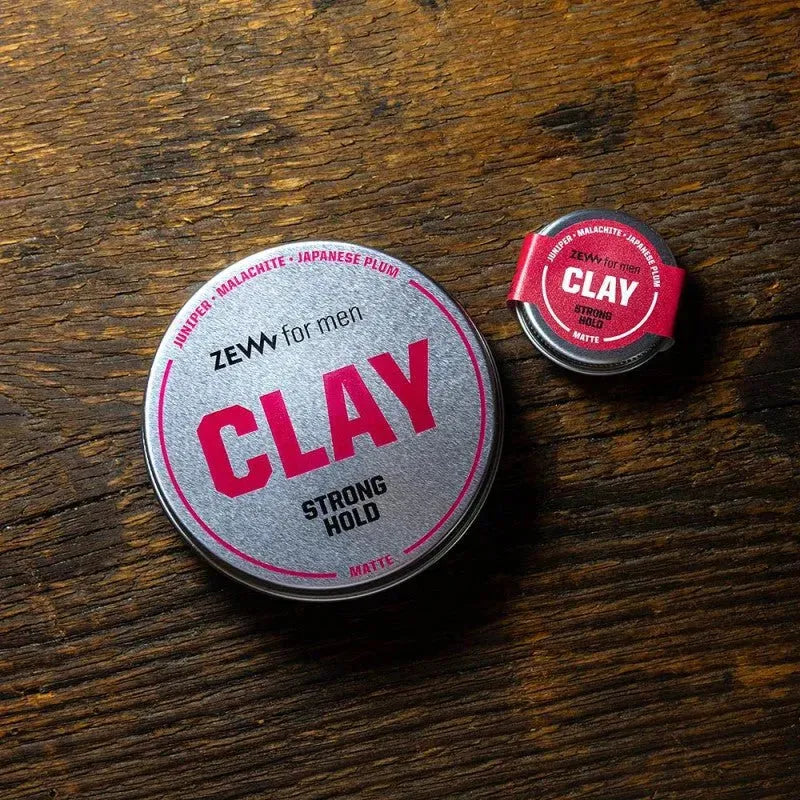 JUNIPER • MALACHITE • JAPANESE PLUM
ZEW for men
CLAY
STRONG
HOLD
MATTE
JUNIPER • MALACHITE • JAPANESE PLUM
ZEW for men
CLAY
STRONG
HOLD
MATTE